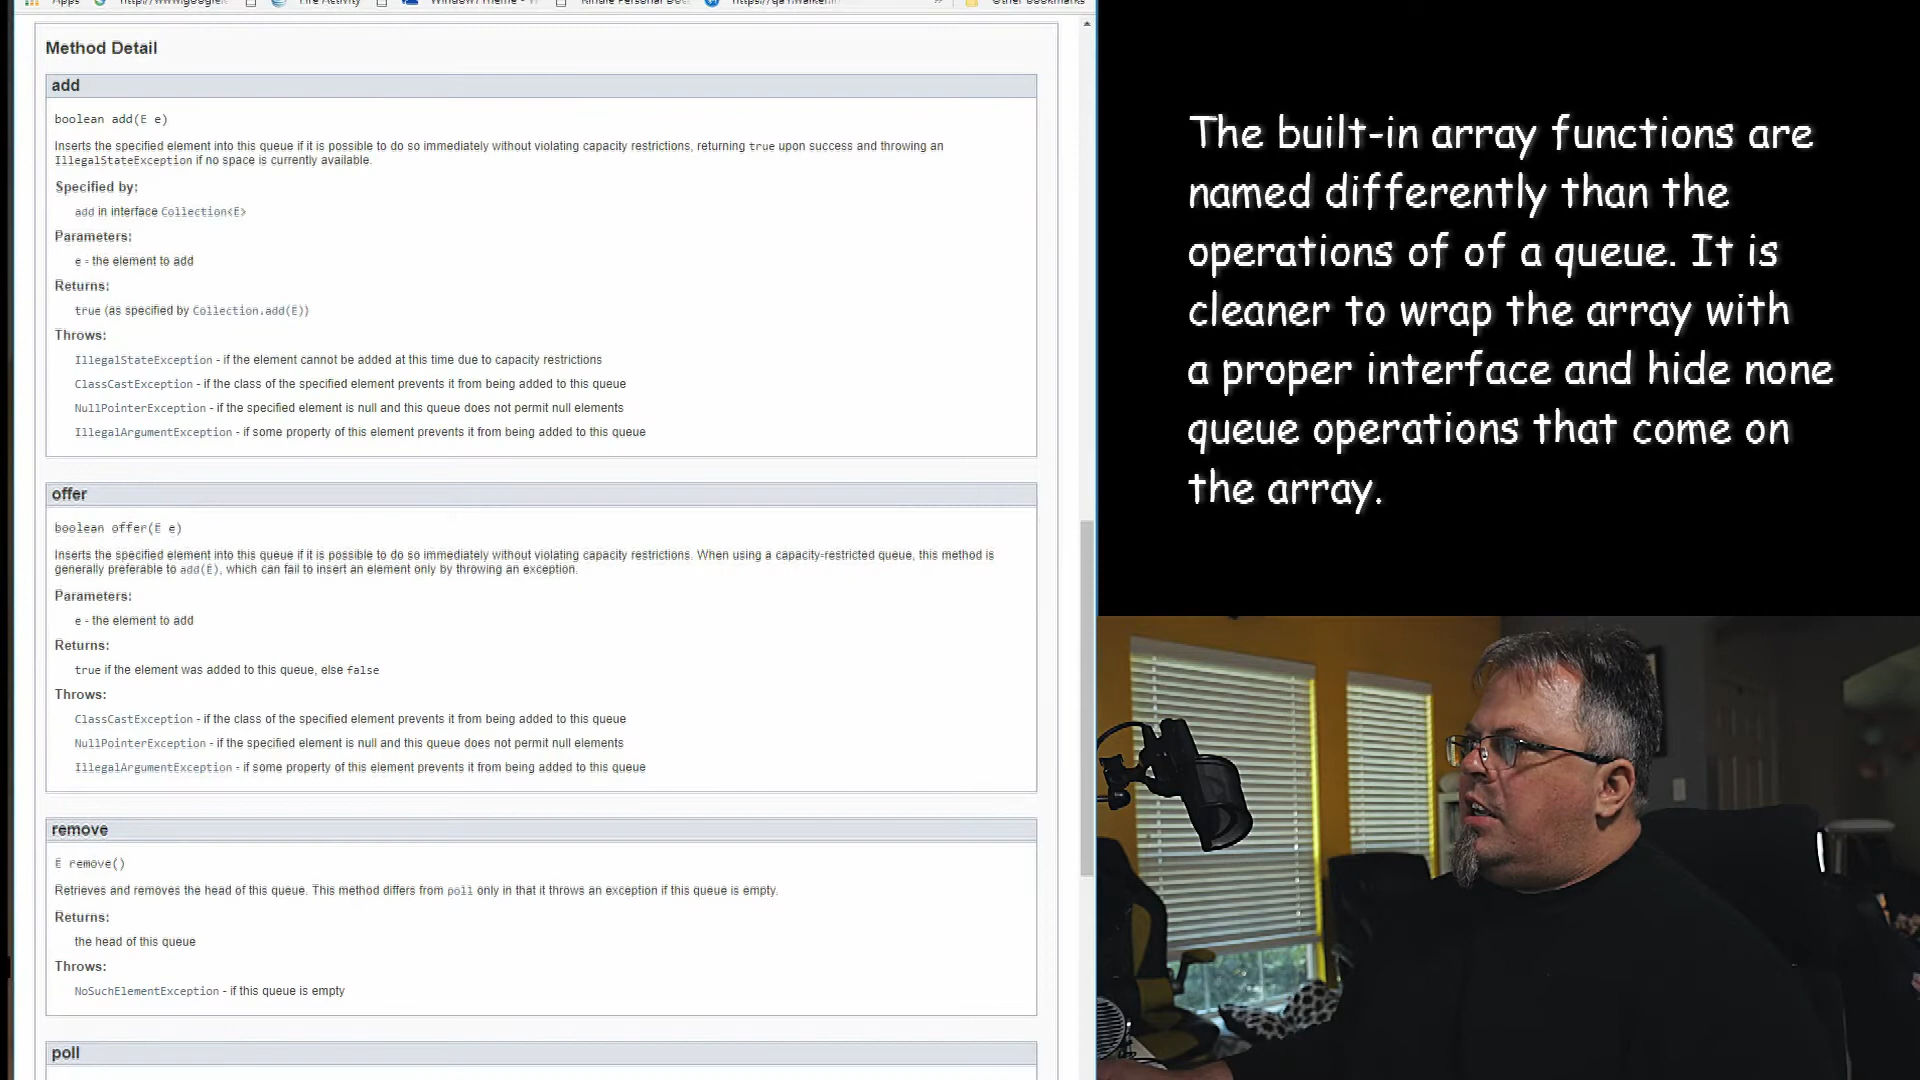 Apps
http://www.google.
Fire Activity
Kindle Personal Doc
Other bookmarks
Method Detail
add
boolean add(E e)
Inserts the specified element into this queue if it is possible to do so immediately without violating capacity restrictions, returning true upon success and throwing an
IllegalStateException if no space is currently available.
Specified by:
add in interface Collection<E>
Parameters:
e - the element to add
Returns:
true (as specified by Collection.add(E))
Throws:
IllegalStateException - if the element cannot be added at this time due to capacity restrictions
ClassCastException - if the class of the specified element prevents it from being added to this queue
NullPointerException - if the specified element is null and this queue does not permit null elements
IllegalArgumentException - if some property of this element prevents it from being added to this queue
offer
boolean offer(E e)
Inserts the specified element into this queue if it is possible to do so immediately without violating capacity restrictions. When using a capacity-restricted queue, this method is
generally preferable to add(E), which can fail to insert an element only by throwing an exception.
Parameters:
e - the element to add
Returns:
true if the element was added to this queue, else false
Throws:
ClassCastException - if the class of the specified element prevents it from being added to this queue
NullPointerException - if the specified element is null and this queue does not permit null elements
IllegalArgumentException - if some property of this element prevents it from being added to this queue
remove
E remove()
Retrieves and removes the head of this queue. This method differs from poll only in that it throws an exception if this queue is empty.
Returns:
the head of this queue
Throws:
NoSuchElementException - if this queue is empty
poll
The built-in array functions are
named differently than the
operations of of a queue. It is
cleaner to wrap the array with
a proper interface and hide none
queue operations that come on
the array.